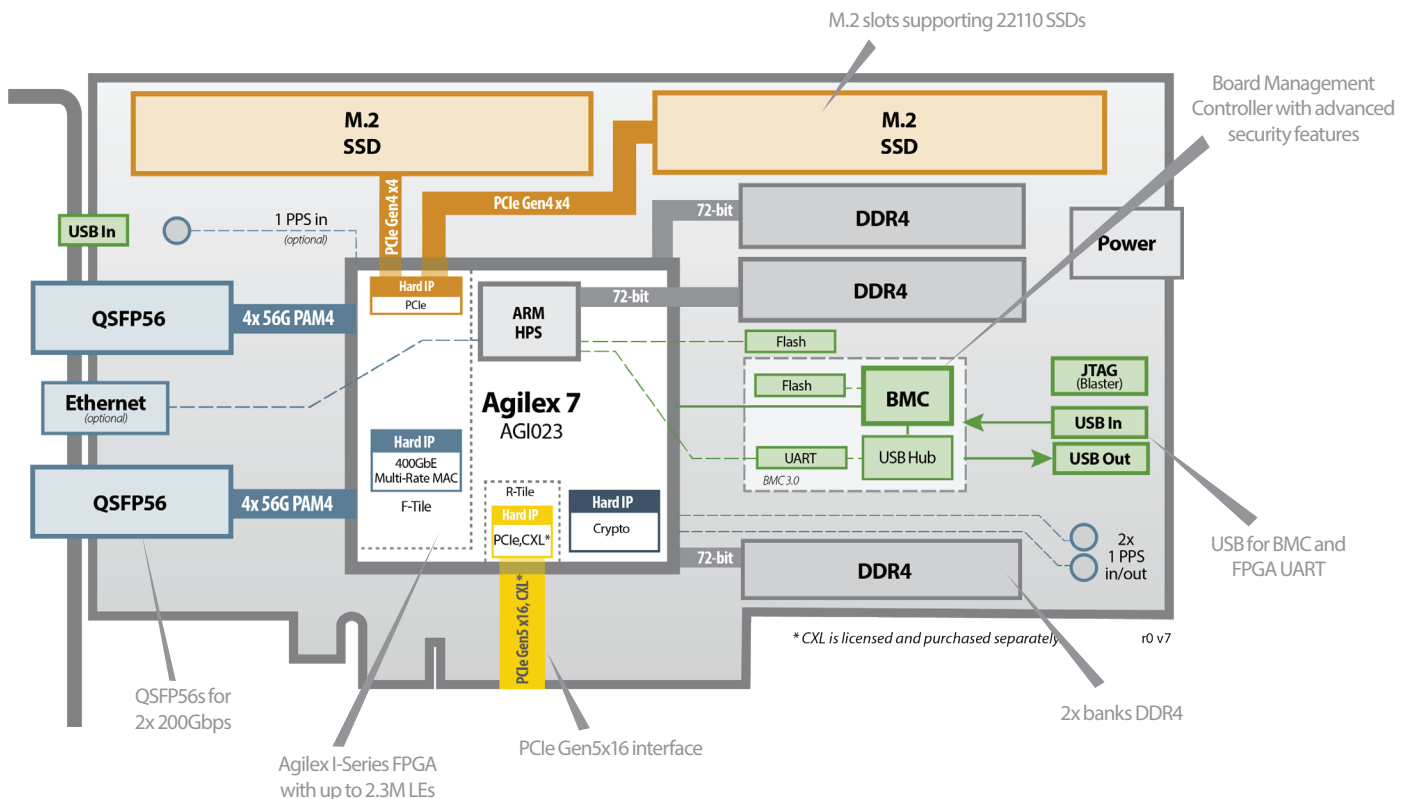 M.2 slots supporting 22110 SSDs
Board Management
Controller with advanced
security features
M.2
SSD
M.2
SSD
PCIe Gen4 x4
PCIe Gen4 x4
72-bit
DDR4
USB In
1 PPS in
(optional)
Power
Hard IP
PCIe
QSFP56
4x 56G PAM4
ARM
HPS
72-bit
DDR4
Flash
Flash
BMC
JTAG
(Blaster)
Ethernet
(optional)
Agilex 7
AGI023
USB In
Hard IP
400GbE
Multi-Rate MAC
F-Tile
UART
USB Hub
BMC 3.0
USB Out
QSFP56
4x 56G PAM4
R-Tile
Hard IP
PCIe,CXL*
Hard IP
Crypto
2x
1 PPS
in/out
USB for BMC and
FPGA UART
72-bit
DDR4
PCIe Gen5 x16, CXL*
* CXL is licensed and purchased separately
r0 v7
QSFP56s for
2x 200Gbps
2x banks DDR4
PCIe Gen5x16 interface
Agilex I-Series FPGA
with up to 2.3M LEs